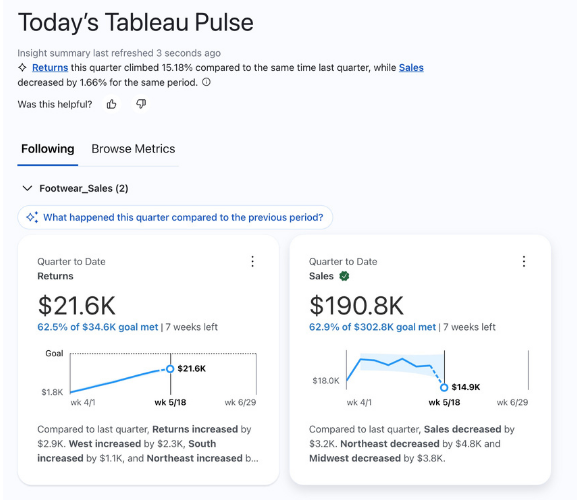 Today's Tableau Pulse
Insight summary last refreshed 3 seconds ago
Returns this quarter climbed 15.18% compared to the same time last quarter, while Sales
decreased by 1.66% for the same period.
Was this helpful?
Following Browse Metrics
Footwear_Sales (2)
What happened this quarter compared to the previous period?
Quarter to Date
Returns
$21.6K
62.5% of $34.6K goal met | 7 weeks left
Goal
$21.6K
$1.8K
wk 4/1 wk 5/18 wk 6/29
Compared to last quarter, Returns increased by
$2.9K. West increased by $2.3K, South
increased by $1.1K, and Northeast increased b...
Quarter to Date
Sales
$190.8K
62.9% of $302.8K goal met | 7 weeks left
$18.0K
$14.9K
wk 4/1 wk 5/18 wk 6/29
Compared to last quarter, Sales decreased by
$3.2K. Northeast decreased by $4.8K and
Midwest decreased by $3.8K.